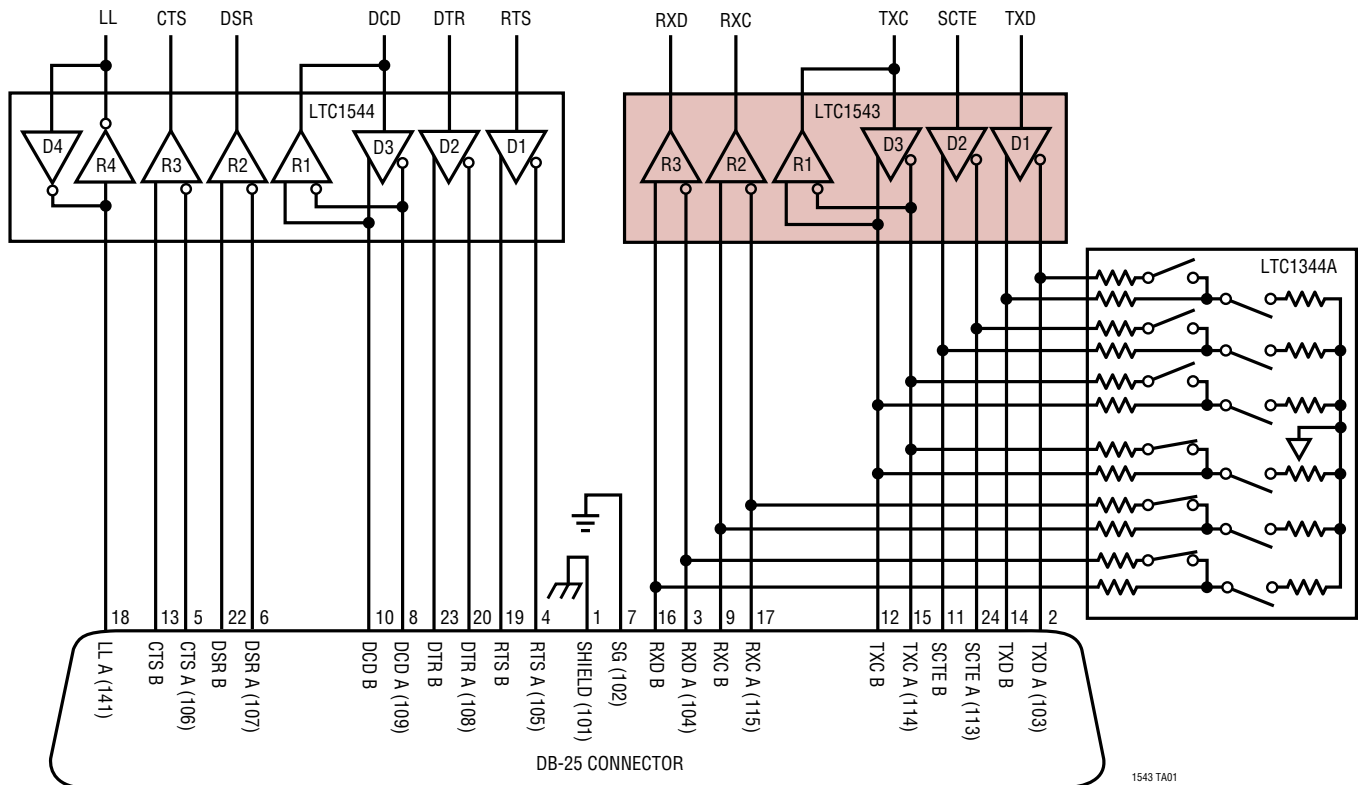 LL CTS DSR DCD DTR RTS RXD RXC TXC SCTE TXD
LTC1544 LTC1543
D4 R4 R3 R2 R1 D3 D2 D1 R3 R2 R1 D3 D2 D1
LTC1344A
18 13 5 22 6 10 8 23 20 19 4 1 7 16 3 9 17 12 15 11 24 14 2
LL A (141)
CTS B
CTS A (106)
DSR B
DSR A (107)
DCD B
DCD A (109)
DTR B
DTR A (108)
RTS B
RTS A (105)
SHIELD (101)
SG (102)
RXD B
RXD A (104)
RXC B
RXC A (115)
TXC B
TXC A (114)
SCTE B
SCTE A (113)
TXD B
TXD A (103)
DB-25 CONNECTOR
1543 TA01